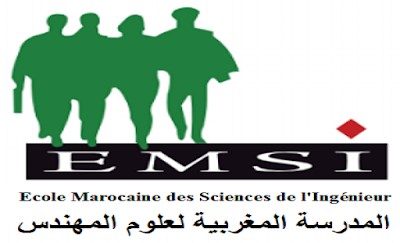 EMSi
Ecole Marocaine des Sciences de l'Ingénieur
المدرسة المغربية لعلوم المهندس